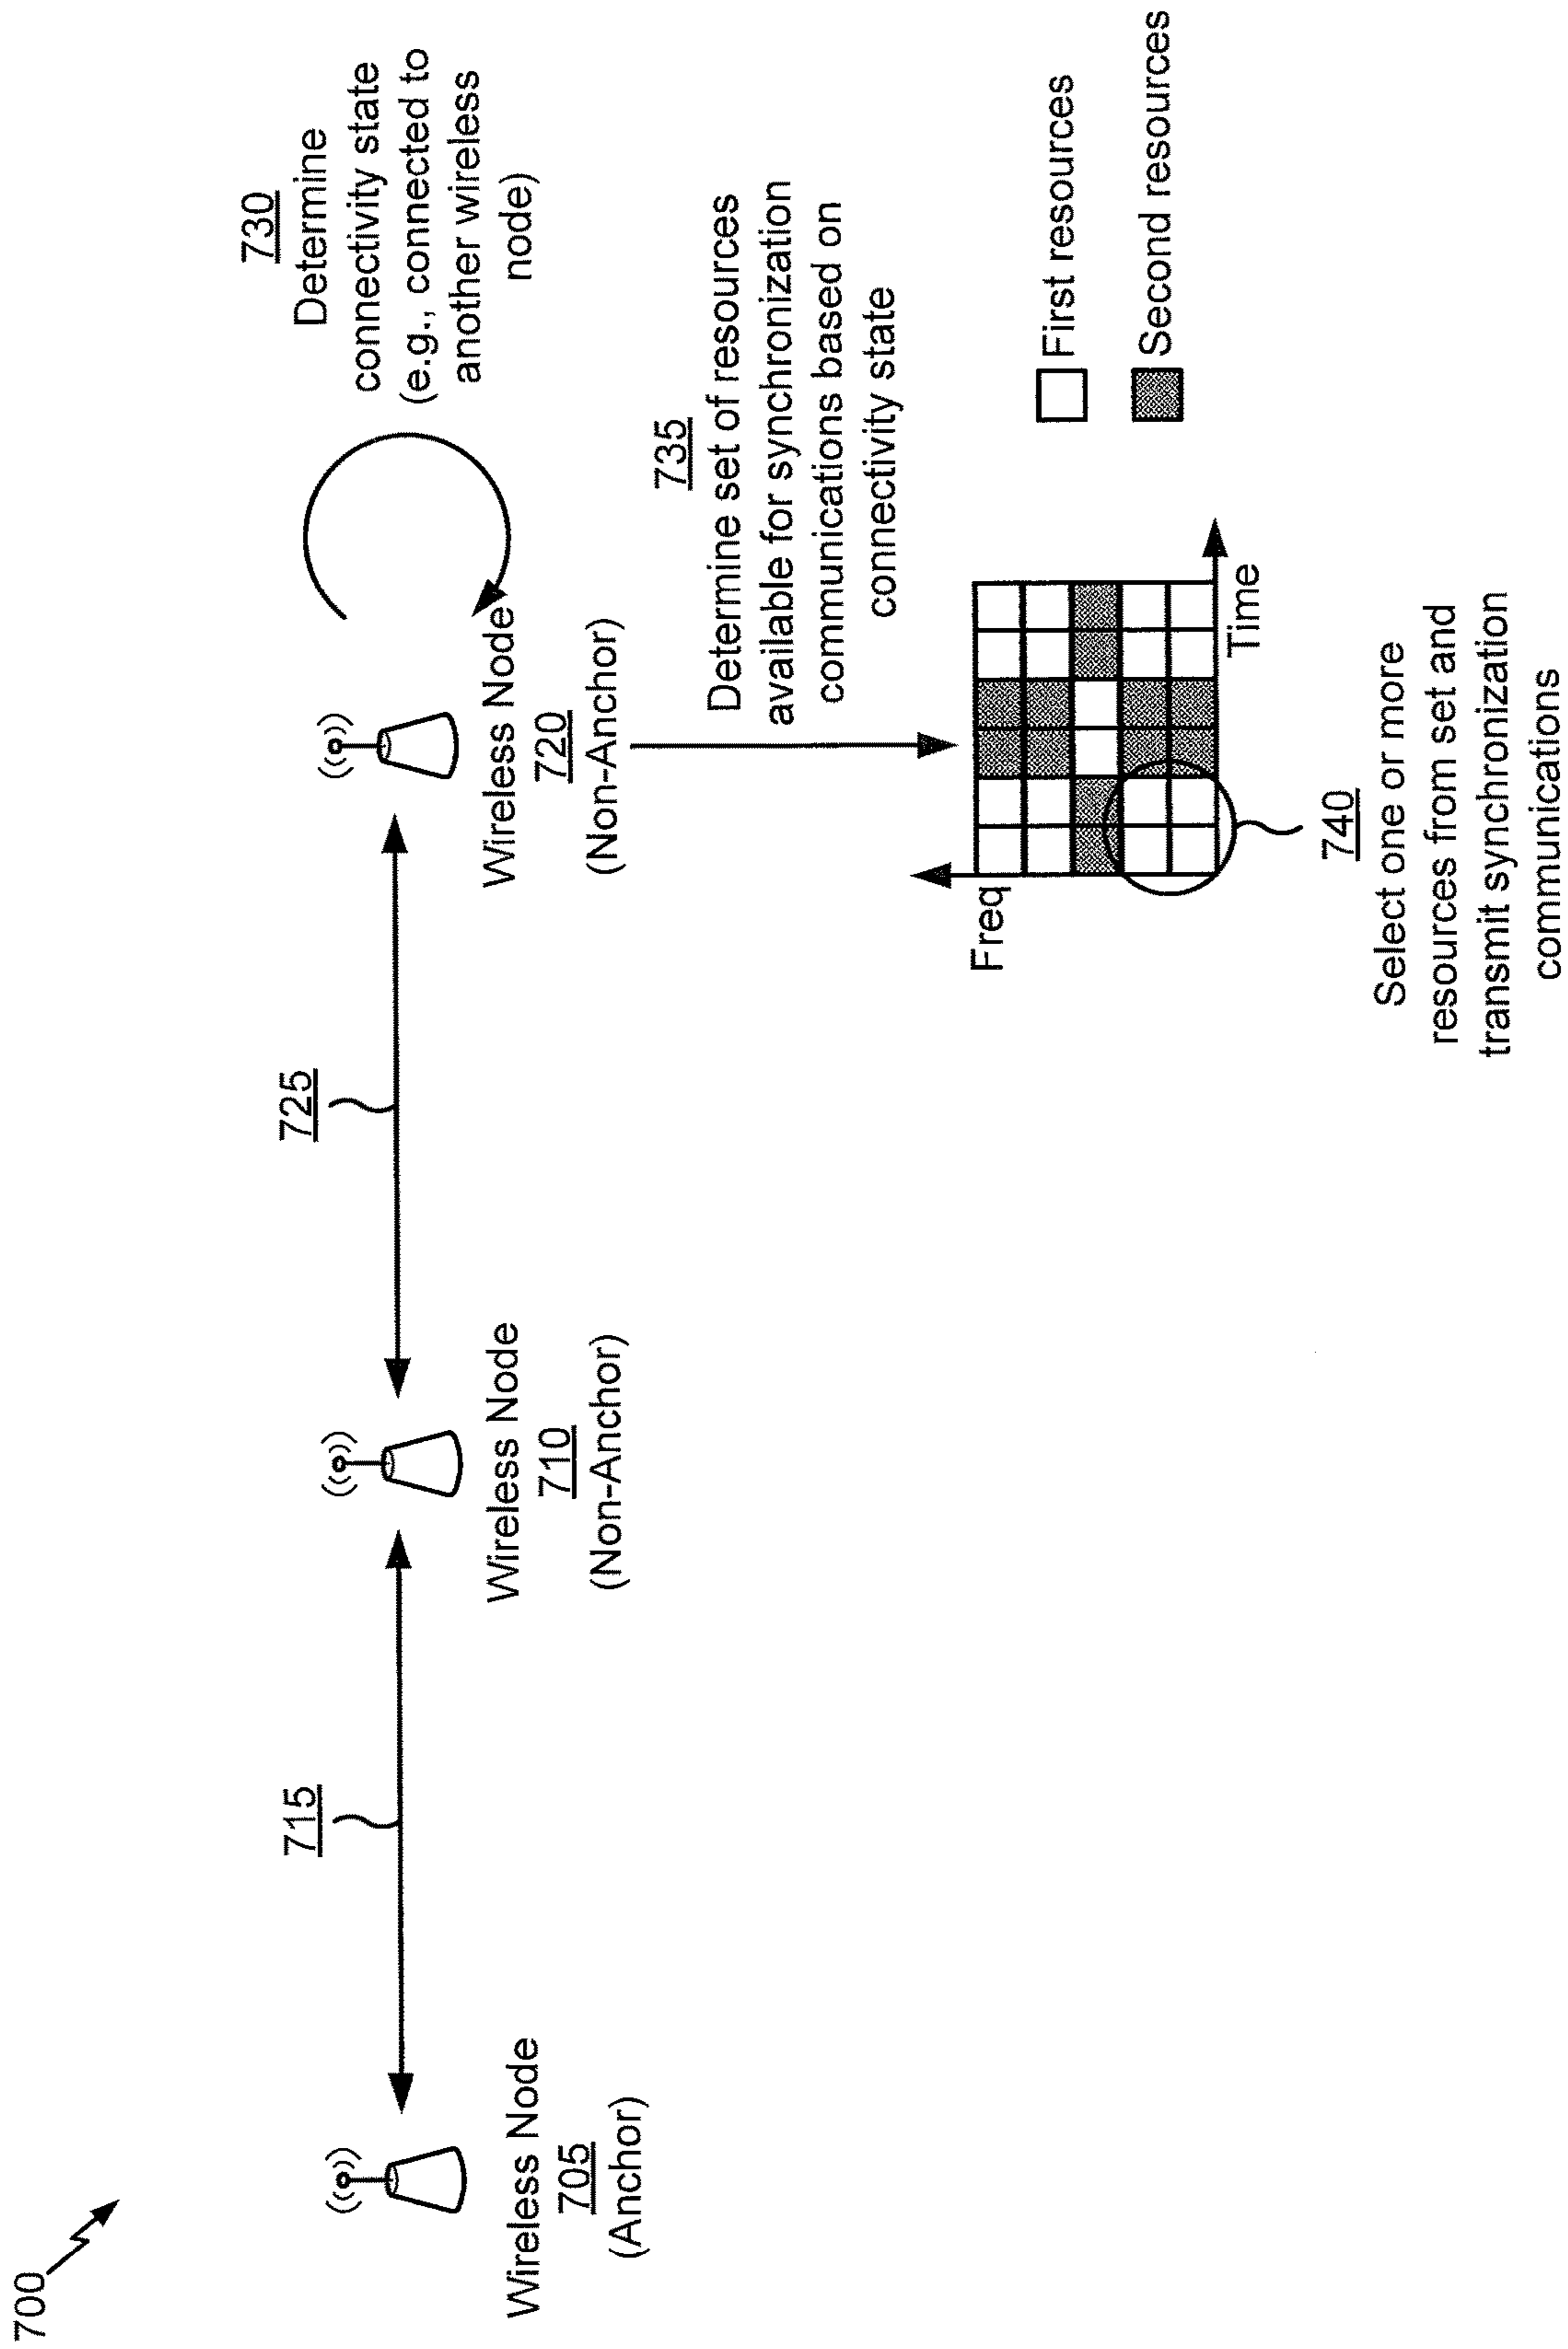 700
715
725
730
Determine
connectivity state
(e.g., connected to
another wireless
node)
Wireless Node
705
(Anchor)
Wireless Node
710
(Non-Anchor)
Wireless Node
720
(Non-Anchor)
735
Determine set of resources
available for synchronization
communications based on
connectivity state
Freq
Time
First resources
Second resources
740
Select one or more
resources from set and
transmit synchronization
communications